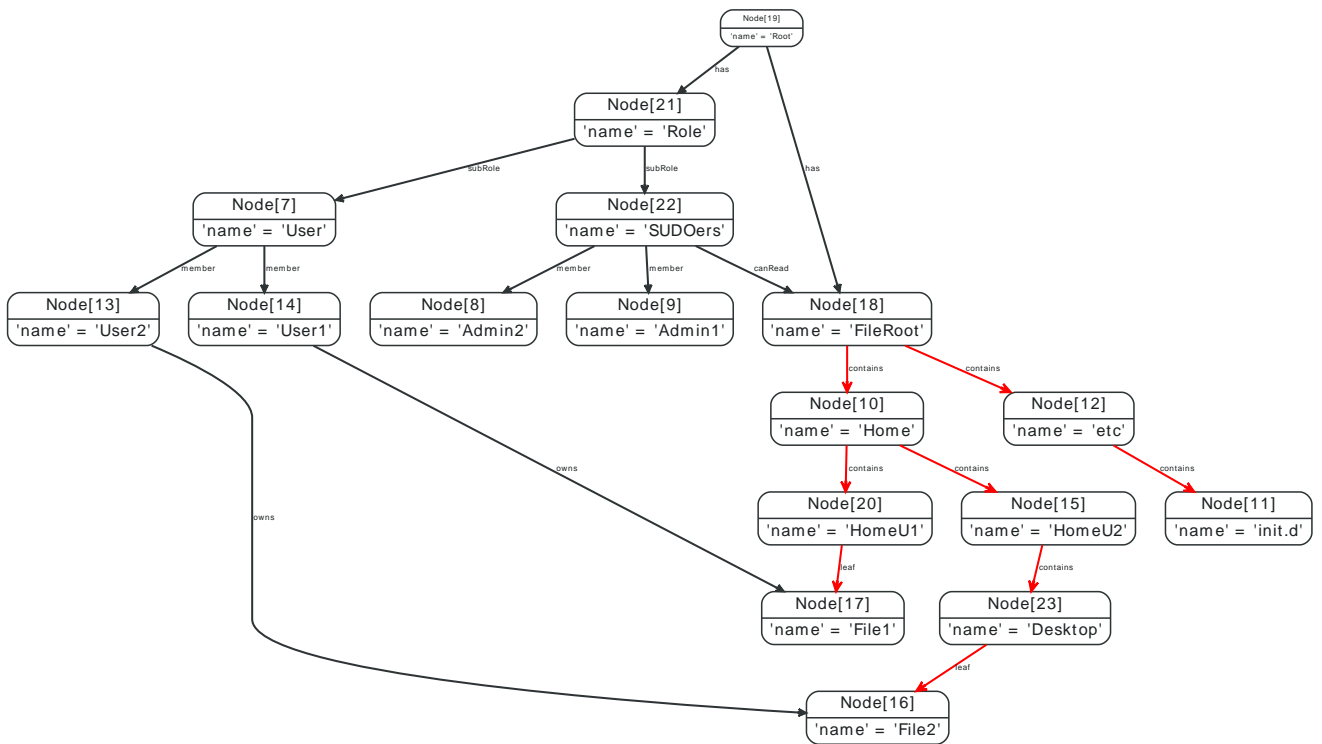 Node[19]
'name' = 'Root'
has
Node[21]
'name' = 'Role'
has
subRole
subRole
Node[7]
'name' = 'User'
Node[22]
'name' = 'SUDOers'
member
member
member
member
canRead
Node[13]
'name' = 'User2'
Node[14]
'name' = 'User1'
Node[8]
'name' = 'Admin2'
Node[9]
'name' = 'Admin1'
Node[18]
'name' = 'FileRoot'
contains
contains
Node[10]
'name' = 'Home'
Node[12]
'name' = 'etc'
owns
contains
contains
contains
Node[20]
'name' = 'HomeU1'
Node[15]
'name' = 'HomeU2'
Node[11]
'name' = 'init.d'
owns
leaf
contains
Node[17]
'name' = 'File1'
Node[23]
'name' = 'Desktop'
leaf
Node[16]
'name' = 'File2'